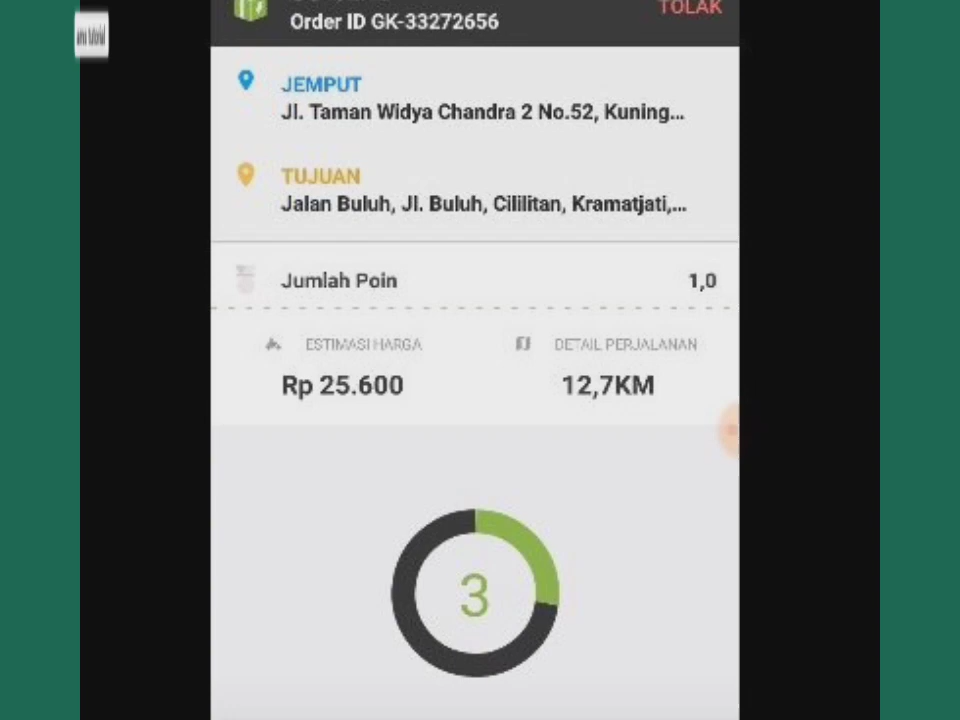 Order ID GK-33272656
TOLAK
JEMPUT
Jl. Taman Widya Chandra 2 No.52, Kuning...
TUJUAN
Jalan Buluh, Jl. Buluh, Cililitan, Kramatjati,...
Jumlah Poin
1,0
ESTIMASI HARGA
DETAIL PERJALANAN
Rp 25.600
12,7KM
3